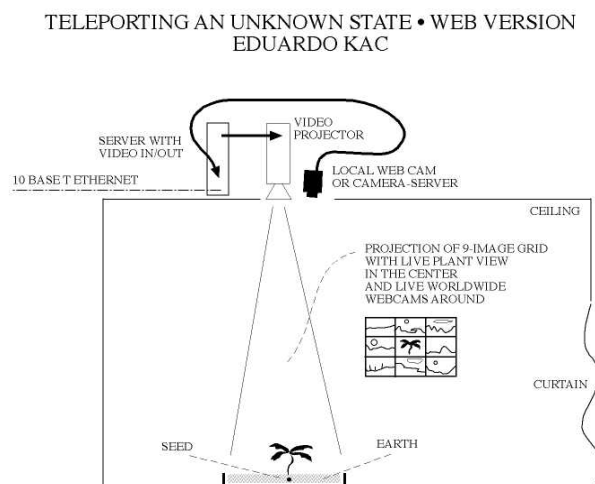 TELEPORTING AN UNKNOWN STATE • WEB VERSION
EDUARDO KAC
VIDEO
PROJECTOR
SERVER WITH
VIDEO IN/OUT
LOCAL WEB CAM
OR CAMERA-SERVER
10 BASE T ETHERNET
CEILING
PROJECTION OF 9-IMAGE GRID
WITH LIVE PLANT VIEW
IN THE CENTER
AND LIVE WORLDWIDE
WEBCAMS AROUND
CURTAIN
SEED
EARTH